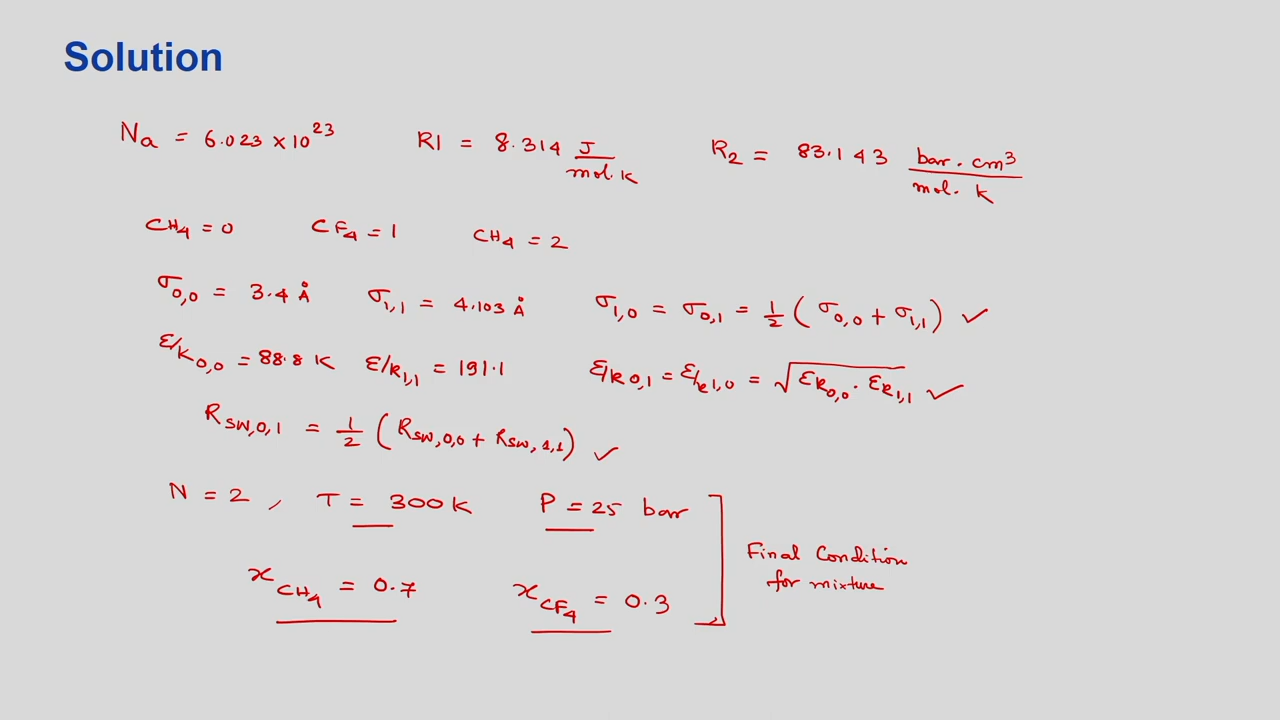 Solution
Na = 6.023 × 10^23    R1 = 8.314 J/mol.K    R2 = 83.143 bar.cm³/mol.K
CH4 = 0    CF4 = 1    CH4 = 2
σ0,0 = 3.4 Å    σ1,1 = 4.103 Å    σ1,0 = σ0,1 = 1/2 (σ0,0 + σ1,1) ✓
ε/K0,0 = 88.8 K    ε/k1,1 = 191.1    ε/k0,1 = ε/k1,0 = √(εk0,0 . εk1,1) ✓
Rsw,0,1 = 1/2 (Rsw,0,0 + Rsw,1,1) ✓
N = 2, T = 300 K    P = 25 bar
Final Condition
for mixture
xCH4 = 0.7    xCF4 = 0.3